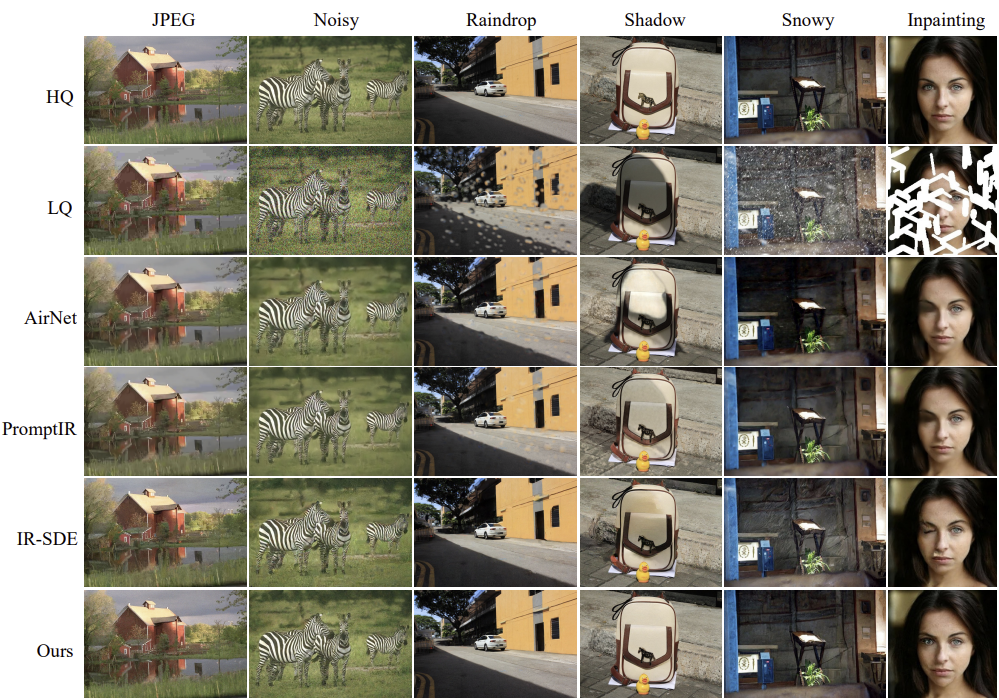 JPEG Noisy Raindrop Shadow Snowy Inpainting
HQ
LQ
AirNet
PromptIR
IR-SDE
Ours